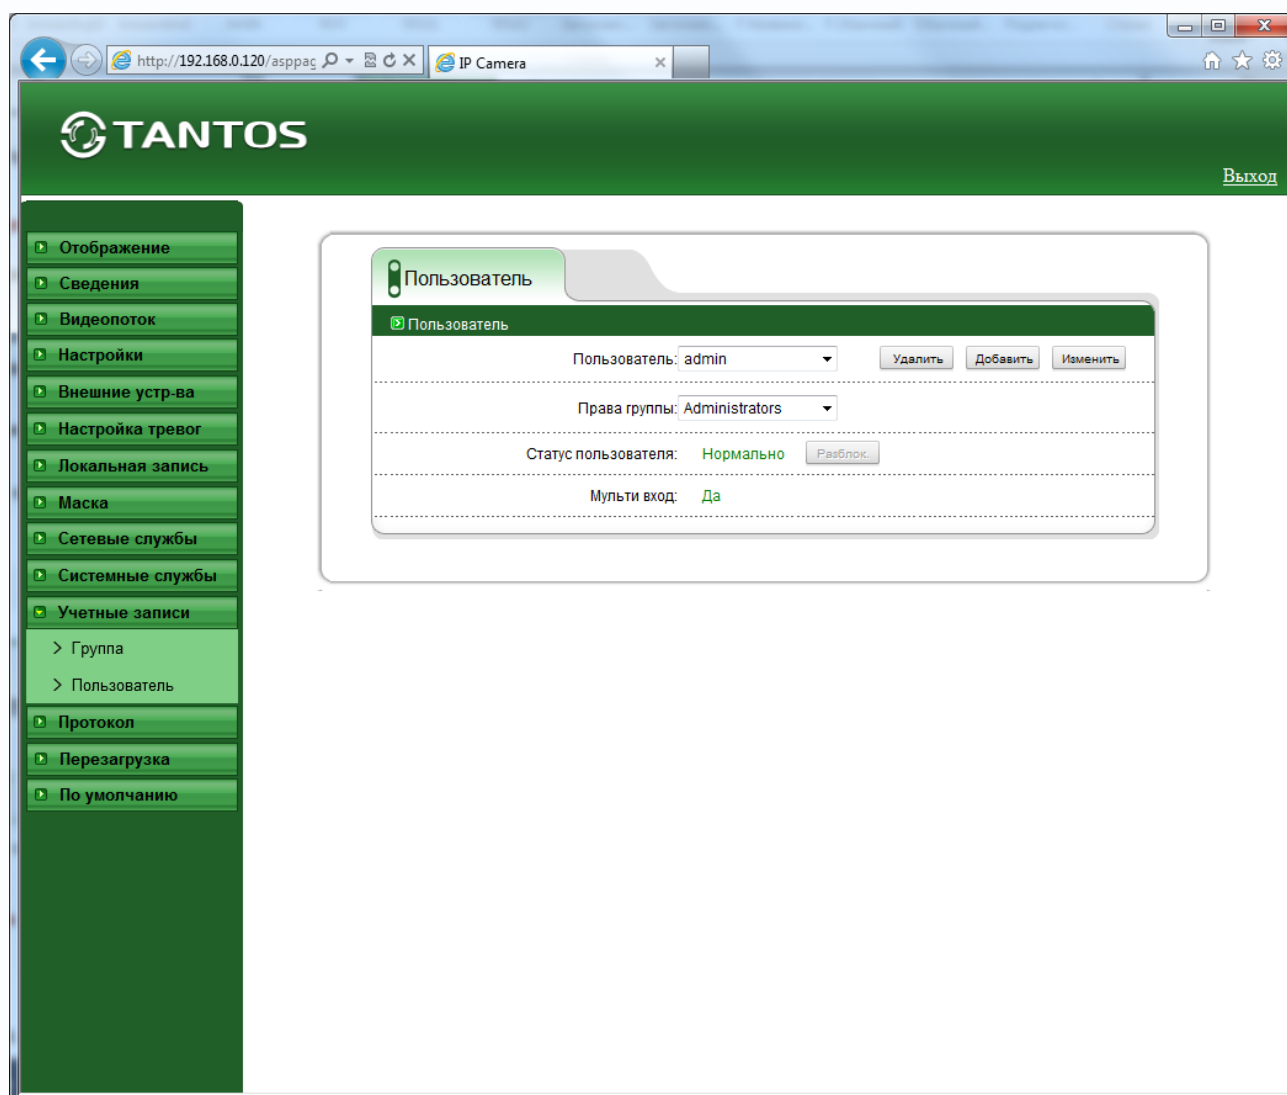 http://192.168.0.120/asppag
IP Camera
TANTOS
Выход
Отображение
Сведения
Видеопоток
Настройки
Внешние устр-ва
Настройка тревог
Локальная запись
Маска
Сетевые службы
Системные службы
Учетные записи
Группа
Пользователь
Протокол
Перезагрузка
По умолчанию
Пользователь
Пользователь
Пользователь: admin Удалить Добавить Изменить
Права группы: Administrators
Статус пользователя: Нормально Разблок.
Мульти вход: Да